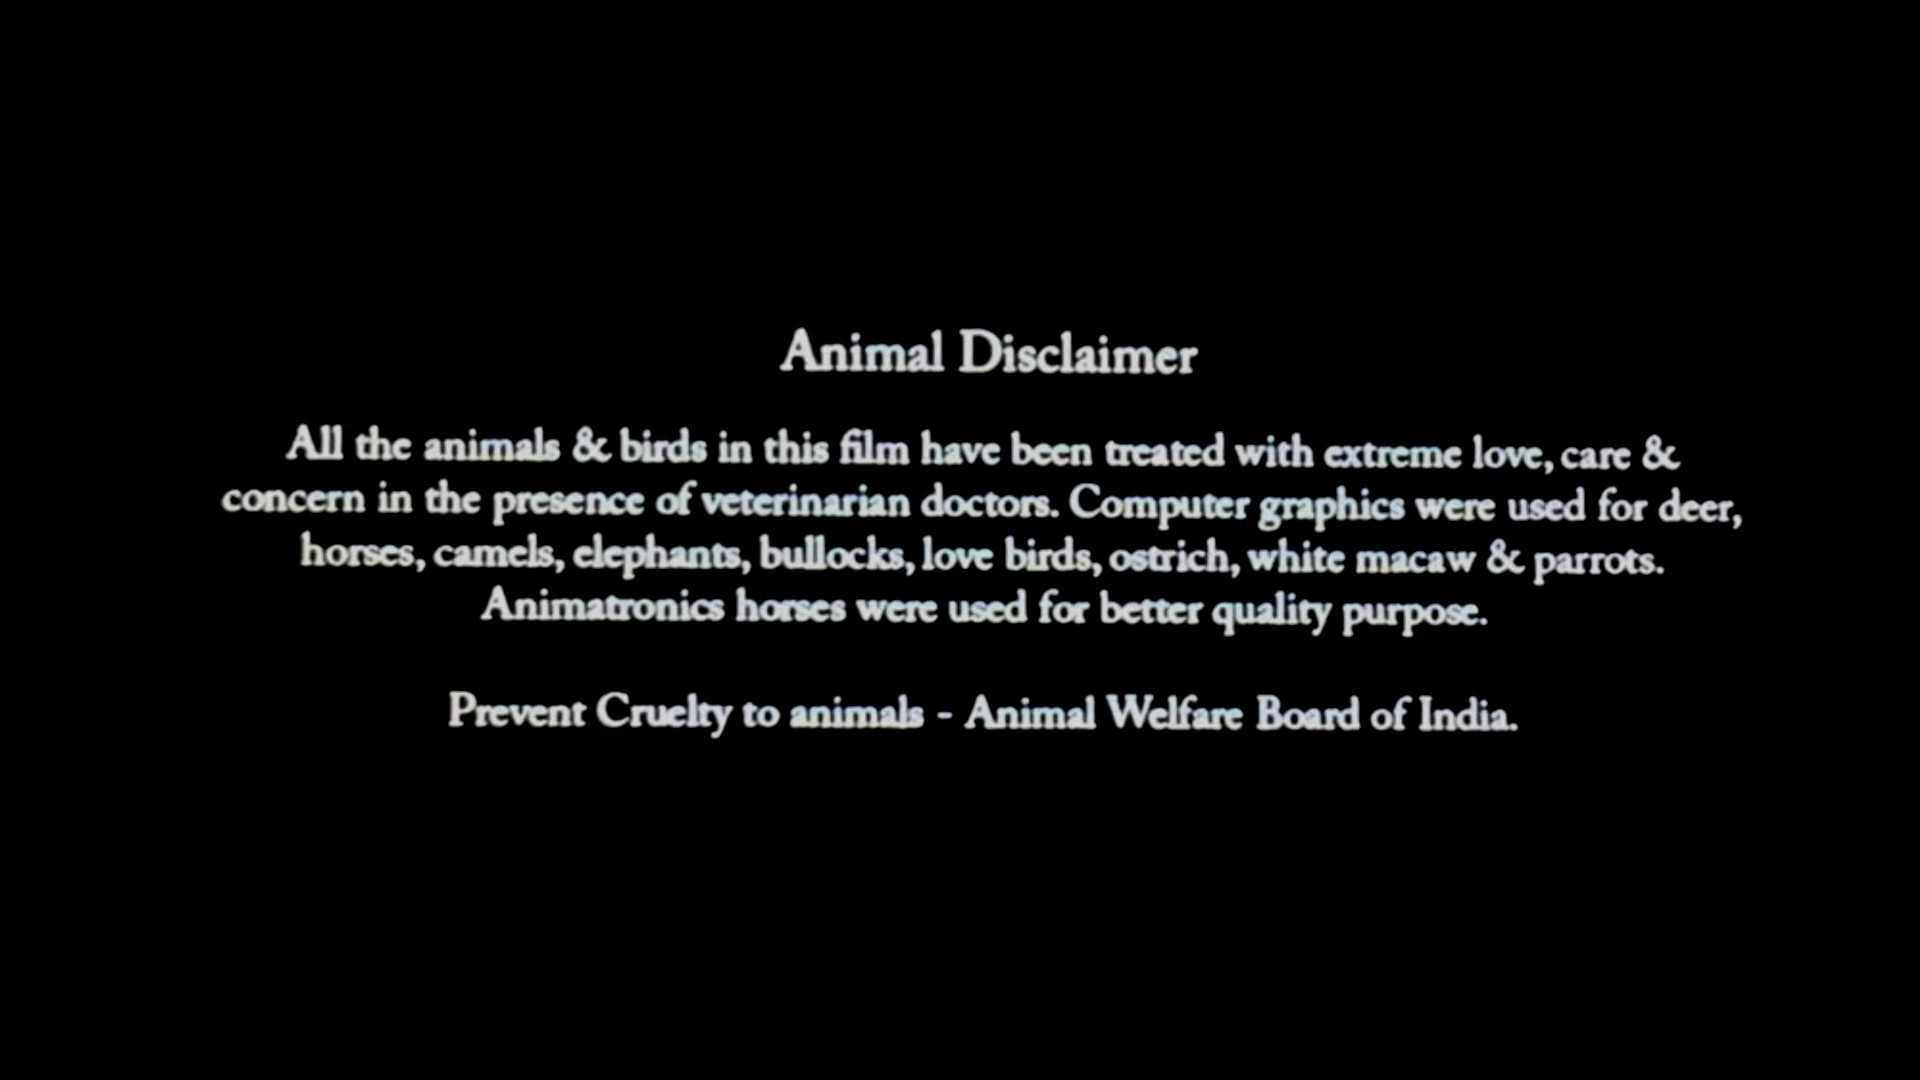 Animal Disclaimer
All the animals & birds in this film have been treated with extreme love, care &
concern in the presence of veterinarian doctors. Computer graphics were used for deer,
horses, camels, elephants, bullocks, love birds, ostrich, white macaw & parrots.
Animatronics horses were used for better quality purpose.
Prevent Cruelty to animals - Animal Welfare Board of India.